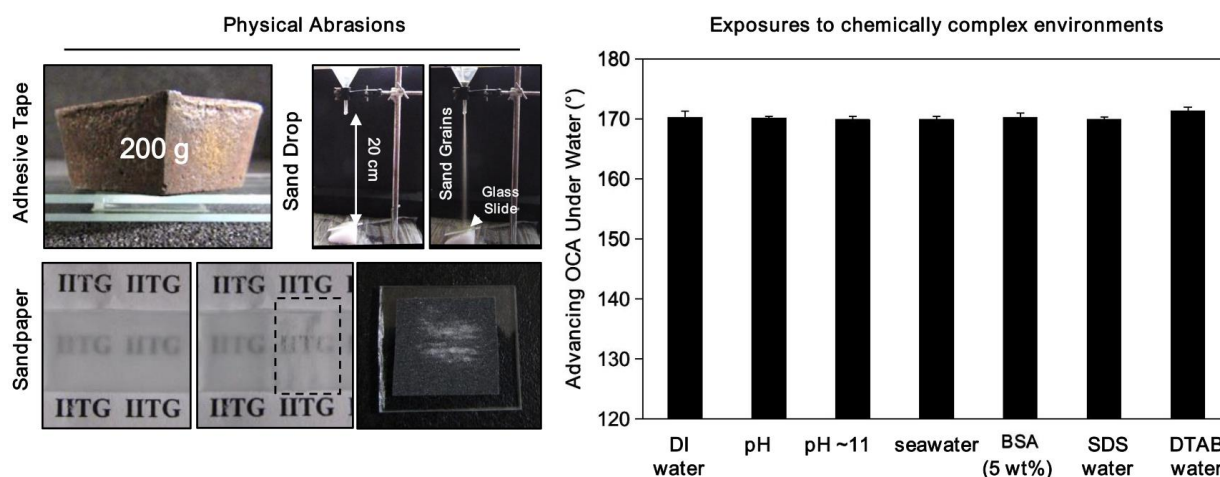 Physical Abrasions
Adhesive Tape
200 g
Sand Drop
20 cm
Sand Grains
Glass
Slide
Sandpaper
IITG IITG
IITG IITG
IITG IITG
IITG IITG
IITG IITG
IITG IITG
Exposures to chemically complex environments
Advancing OCA Under Water (°)
180
170
160
150
140
130
120
DI
water
pH
pH ~11
seawater
BSA
(5 wt%)
SDS
water
DTAB
water